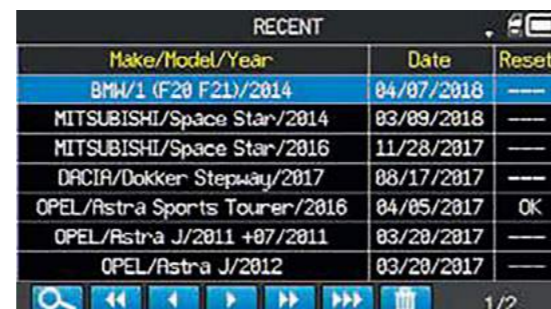 RECENT
Make/Model/Year Date Reset
BMW/1 (F20 F21)/2014 04/07/2018 ---
MITSUBISHI/Space Star/2014 03/09/2018 ---
MITSUBISHI/Space Star/2016 11/28/2017 ---
DACIA/Dokker Stepway/2017 08/17/2017 ---
OPEL/Astra Sports Tourer/2016 04/05/2017 OK
OPEL/Astra J/2011 +07/2011 03/20/2017 ---
OPEL/Astra J/2012 03/20/2017 ---
1/2